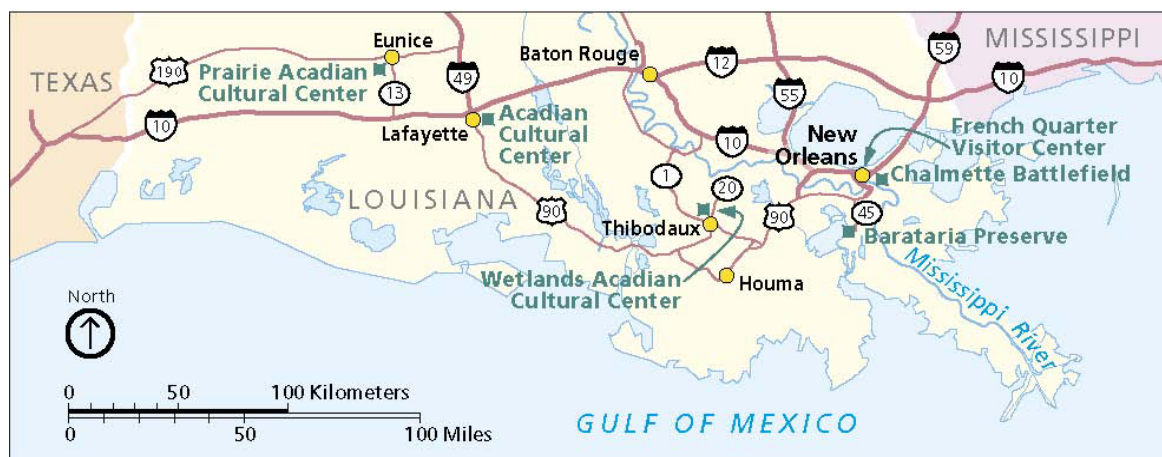 MISSISSIPPI
59
Eunice
Baton Rouge
12
190
TEXAS
Prairie Acadian
Cultural Center
49
10
13
55
10
Lafayette
Acadian
Cultural
Center
New
Orleans
French Quarter
Visitor Center
10
Chalmette Battlefield
1
20
LOUISIANA
90
90
45
Thibodaux
Barataria Preserve
Wetlands Acadian
Cultural Center
Houma
Mississippi River
North
0 50 100 Kilometers
0 50 100 Miles
GULF OF MEXICO